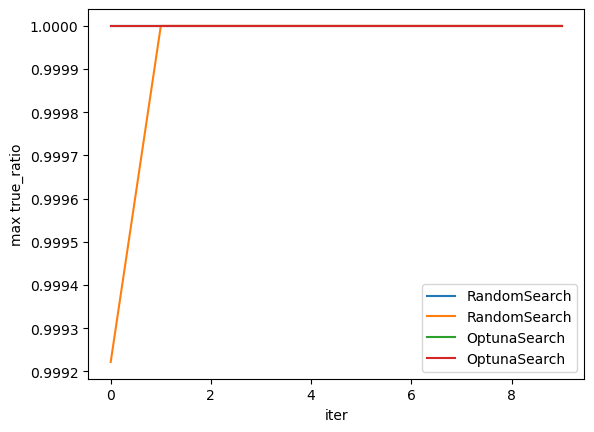 1.0000
0.9999
0.9998
0.9997
0.9996
0.9995
0.9994
0.9993
0.9992
max true_ratio
0 2 4 6 8
iter
RandomSearch
RandomSearch
OptunaSearch
OptunaSearch